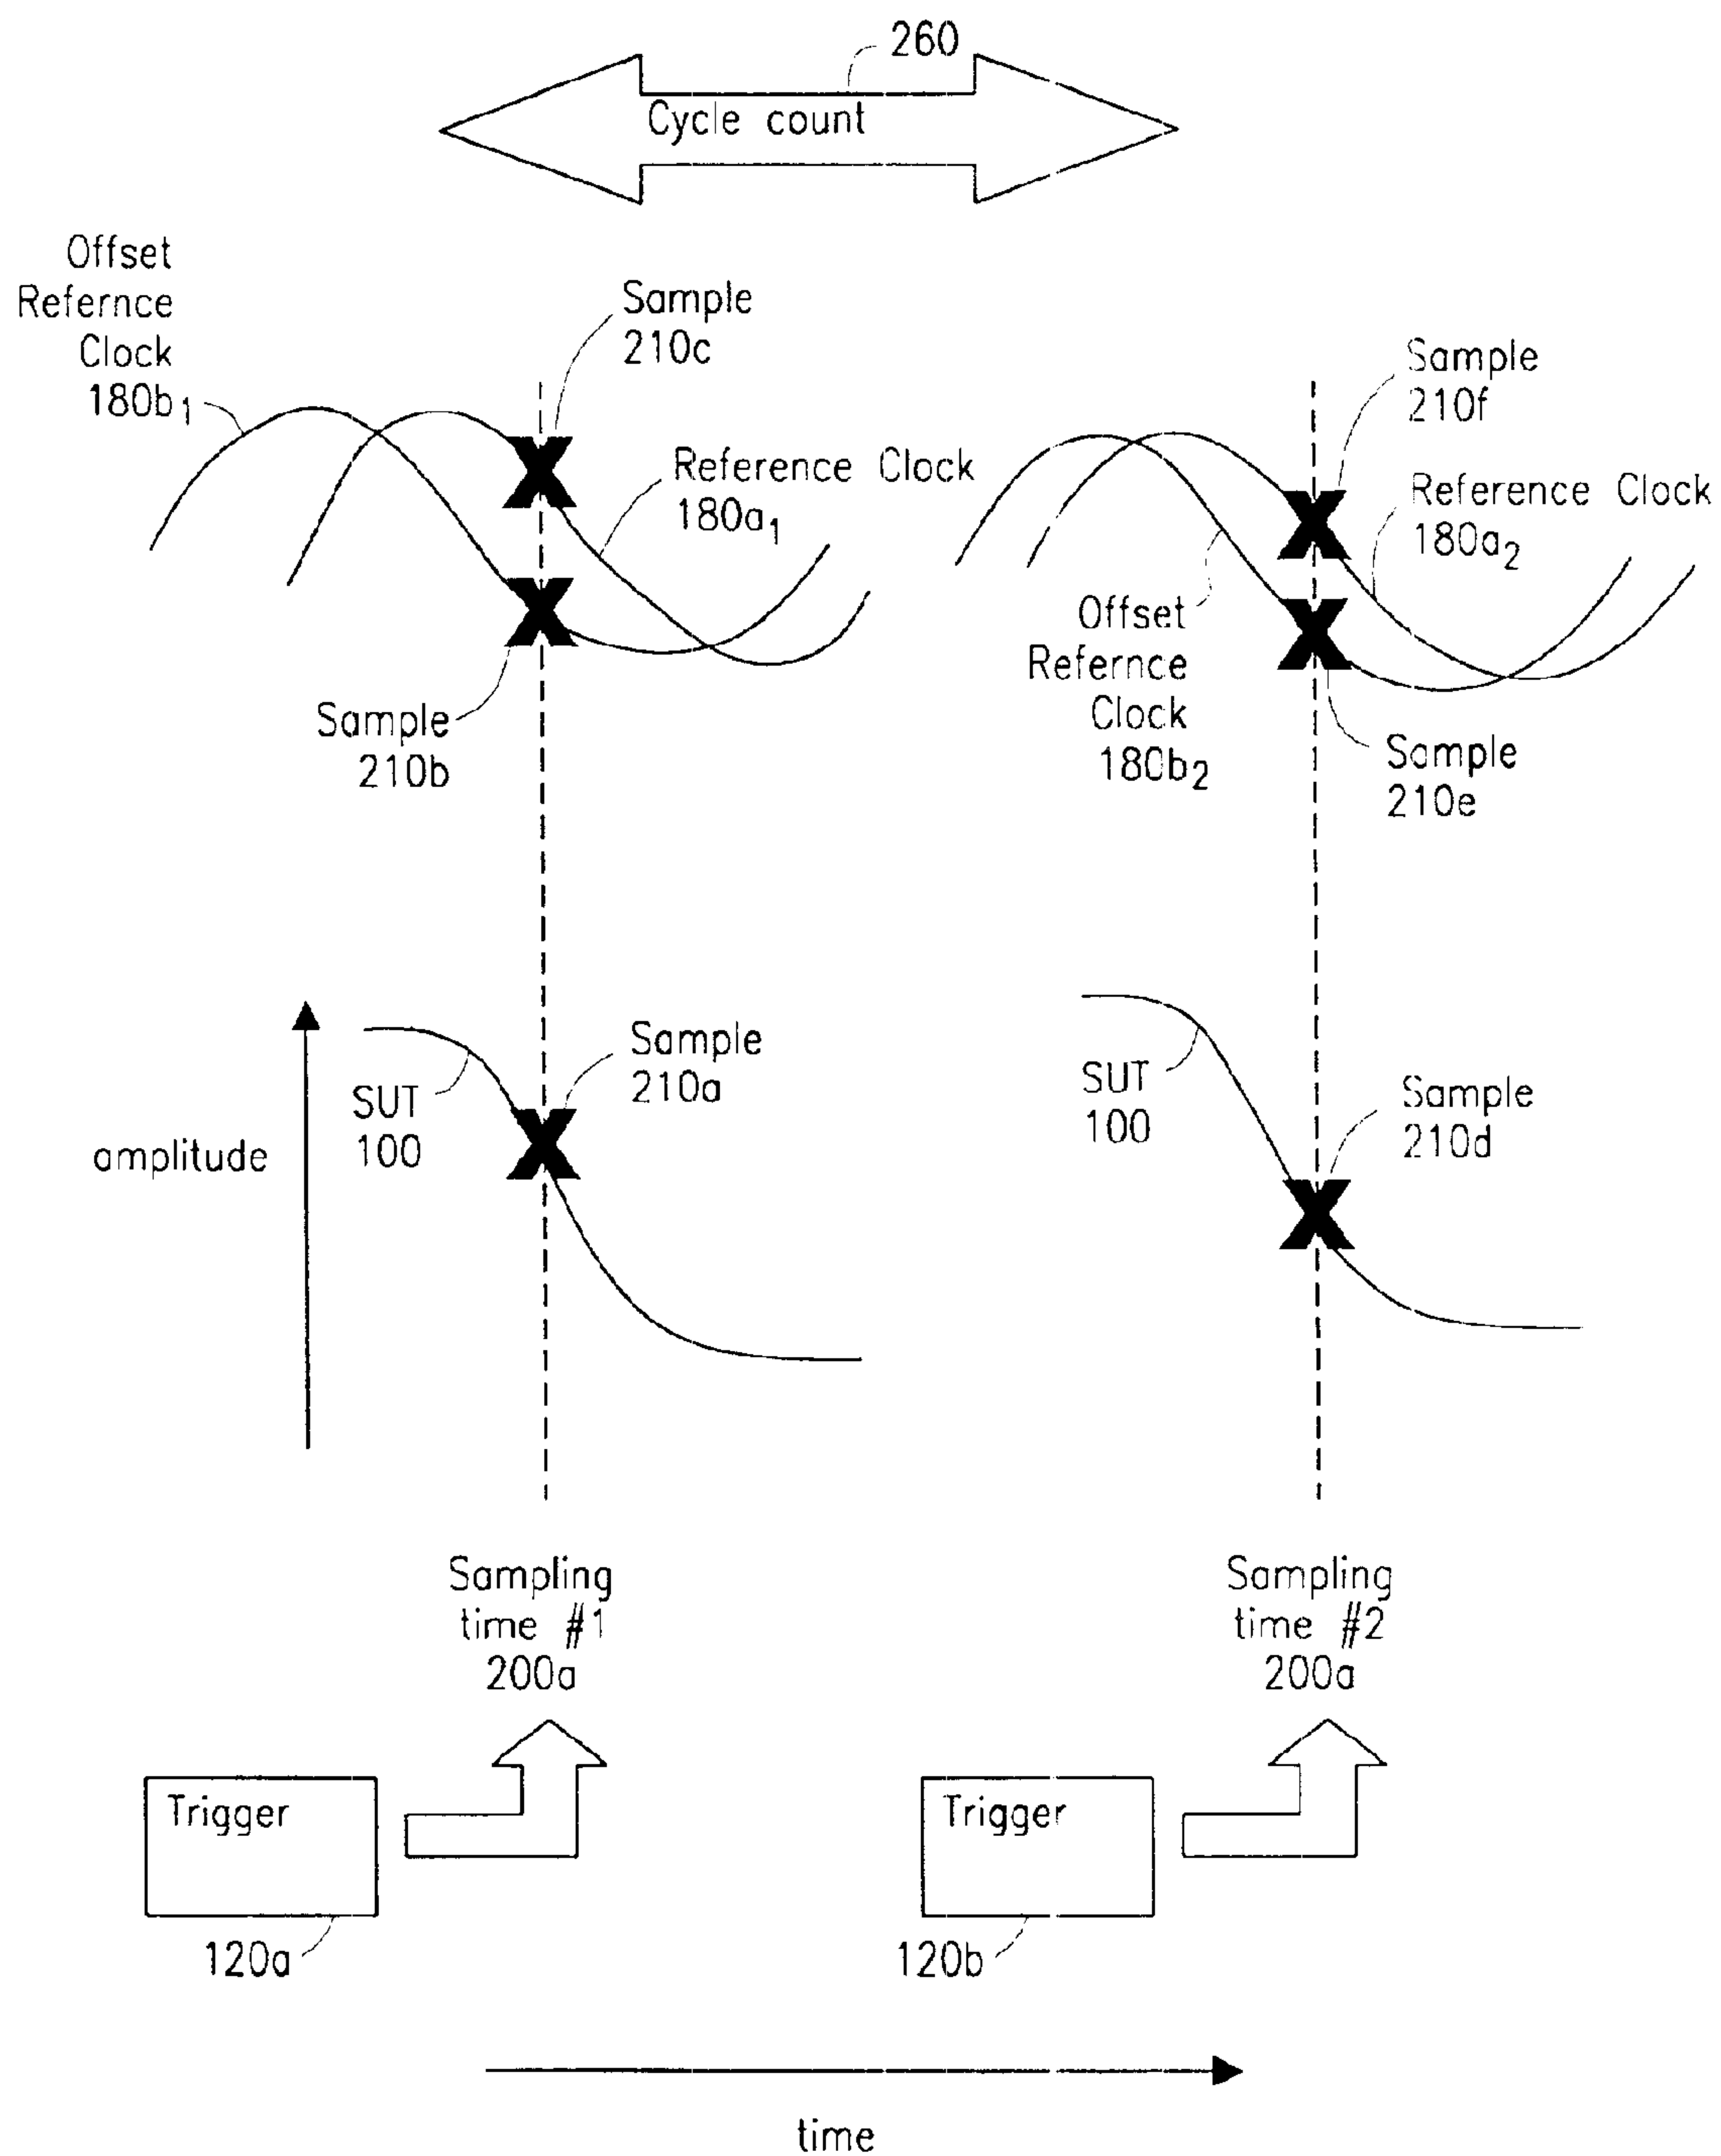 260
Cycle count
Offset
Refernce
Clock
180b1
Sample
210c
Reference Clock
180a1
Sample
210b
Sample
210f
Reference Clock
180a2
Offset
Refernce
Clock
180b2
Sample
210e
amplitude
SUT
100
Sample
210a
SUT
100
Sample
210d
Sampling
time #1
200a
Sampling
time #2
200a
Trigger
120a
Trigger
120b
time